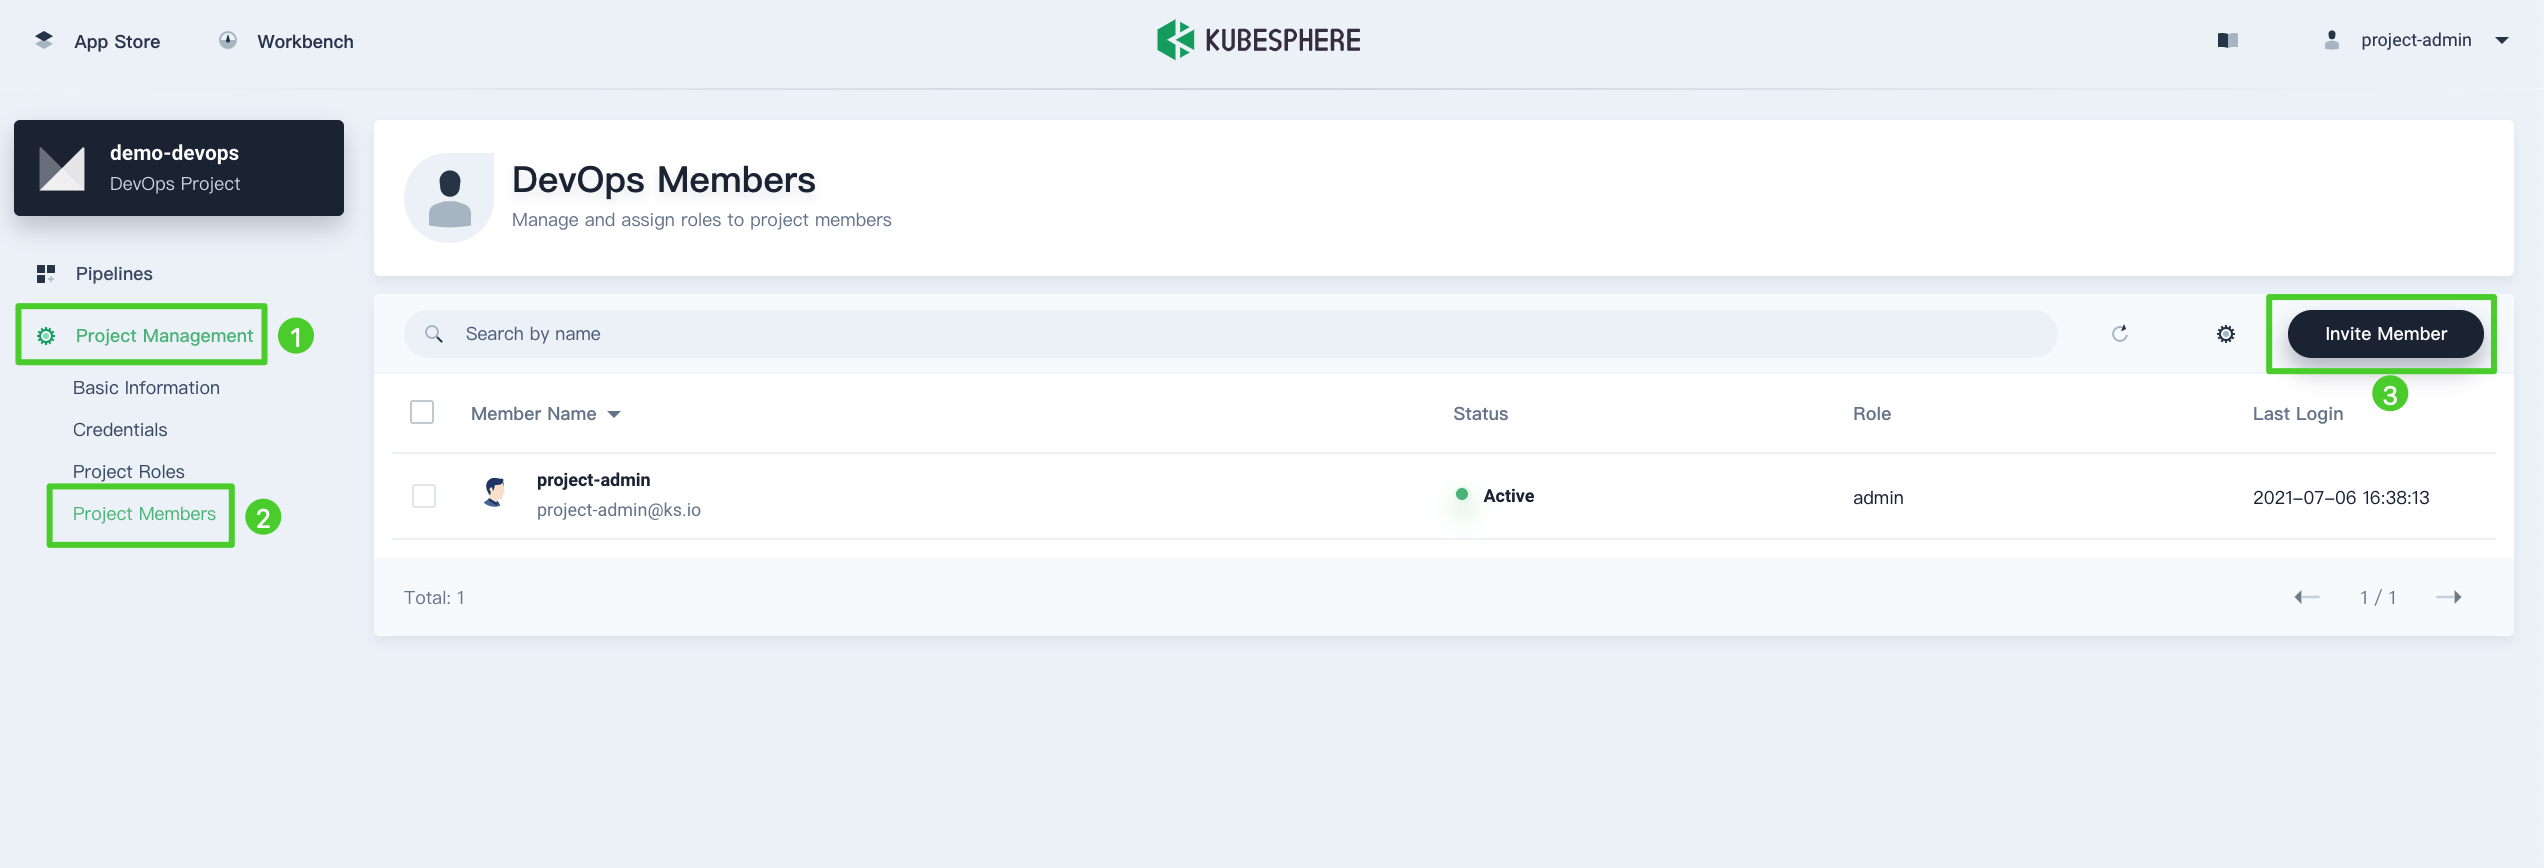 App Store
Workbench
KUBESPHERE
project-admin
demo-devops
DevOps Project
Pipelines
Project Management
1
Basic Information
Credentials
Project Roles
Project Members
2
DevOps Members
Manage and assign roles to project members
Search by name
Invite Member
3
Member Name
Status
Role
Last Login
project-admin
project-admin@ks.io
Active
admin
2021-07-06 16:38:13
Total: 1
1 / 1